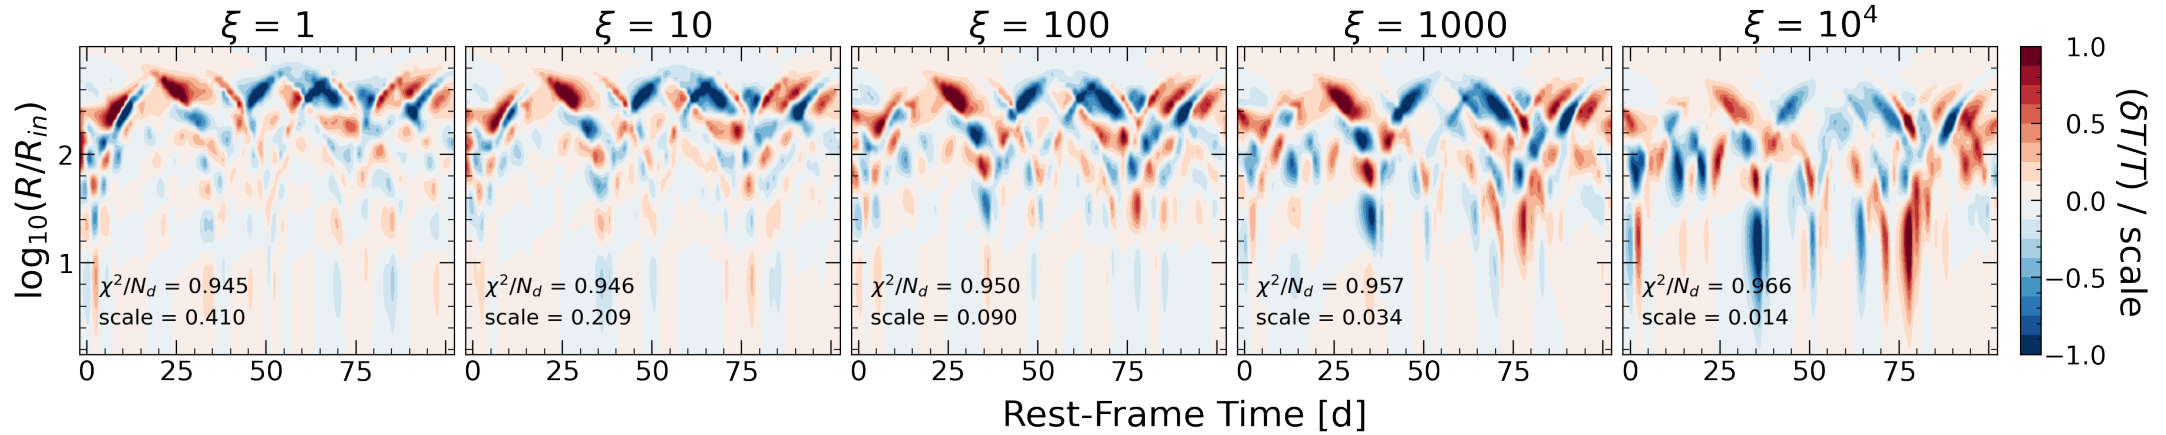 ξ = 1
ξ = 10
ξ = 100
ξ = 1000
ξ = 10⁴
log₁₀(R/Rᵢₙ)
2
1
χ²/N_d = 0.945
scale = 0.410
χ²/N_d = 0.946
scale = 0.209
χ²/N_d = 0.950
scale = 0.090
χ²/N_d = 0.957
scale = 0.034
χ²/N_d = 0.966
scale = 0.014
0 25 50 75
0 25 50 75
0 25 50 75
0 25 50 75
0 25 50 75
Rest-Frame Time [d]
1.0
0.5
0.0
−0.5
−1.0
(δT/T) / scale